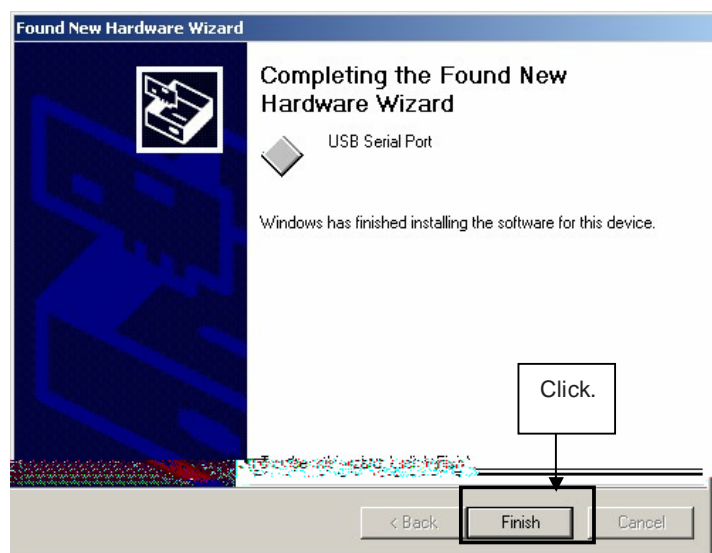 Found New Hardware Wizard
Completing the Found New
Hardware Wizard
USB Serial Port
Windows has finished installing the software for this device.
Click.
< Back
Finish
Cancel